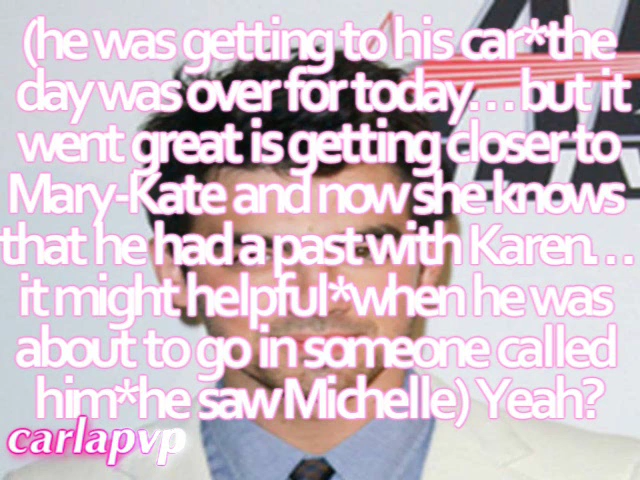 (he was getting to his car*the
day was over for today... but it
went great is getting closer to
Mary-Kate and now she knows
that he had a past with Karen...
it might helpful*when he was
about to go in someone called
him*he saw Michelle) Yeah?
carlapvp